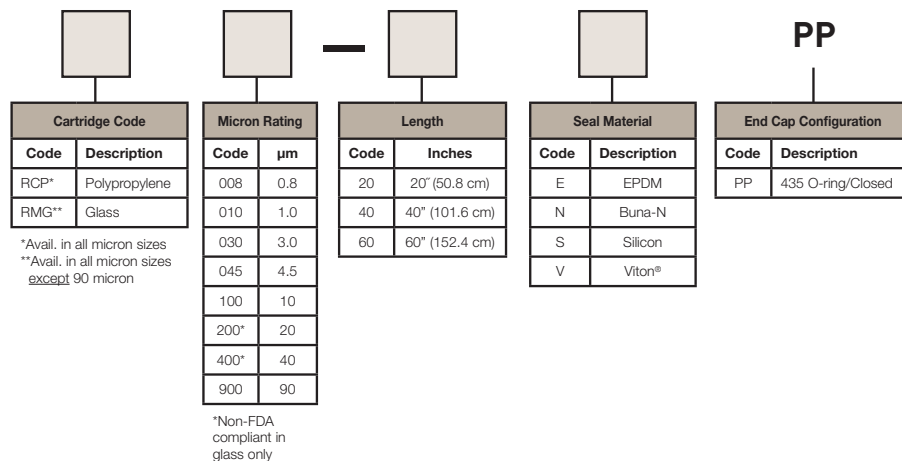 PP
Cartridge Code
Code Description
RCP* Polypropylene
RMG** Glass
*Avail. in all micron sizes
**Avail. in all micron sizes
except 90 micron
Micron Rating
Code µm
008 0.8
010 1.0
030 3.0
045 4.5
100 10
200* 20
400* 40
900 90
*Non-FDA
compliant in
glass only
Length
Code Inches
20 20˝ (50.8 cm)
40 40” (101.6 cm)
60 60” (152.4 cm)
Seal Material
Code Description
E EPDM
N Buna-N
S Silicon
V Viton®
End Cap Configuration
Code Description
PP 435 O-ring/Closed